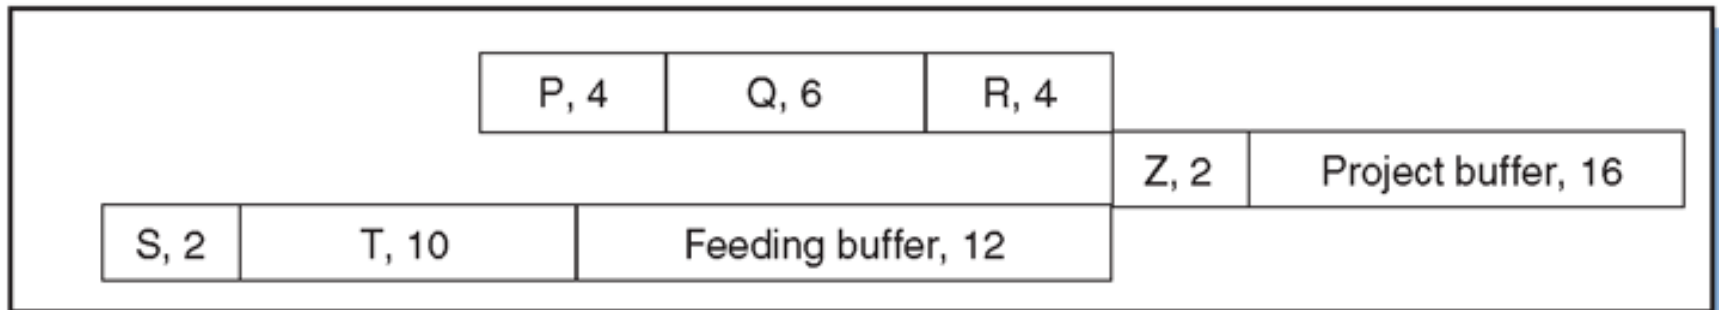 P, 4 Q, 6 R, 4
Z, 2 Project buffer, 16
S, 2 T, 10 Feeding buffer, 12